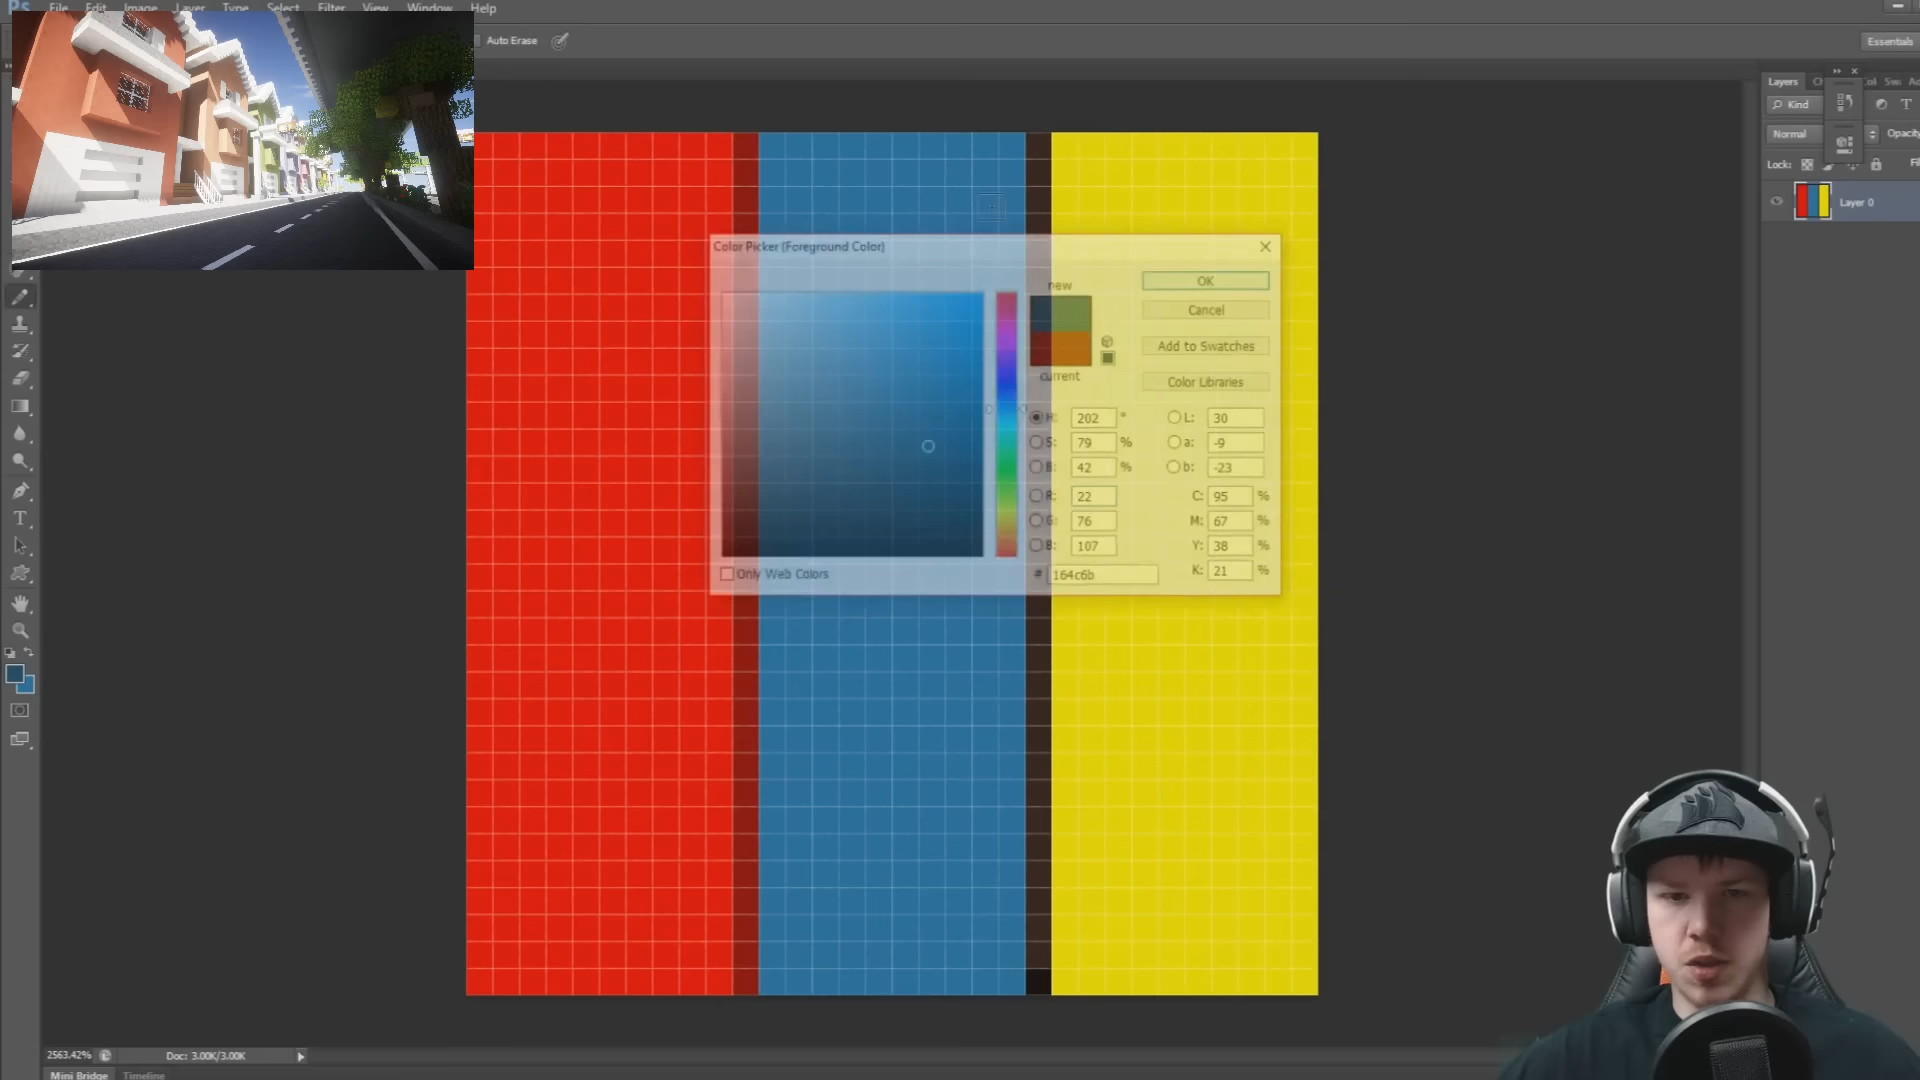 Ps File Edit Image Layer Type Select Filter View Window Help
Auto Erase
Essentials
Layers
Kind
Normal
Opacity
Lock:
Layer 0
Color Picker (Foreground Color)
new
OK
Cancel
Add to Swatches
current
Color Libraries
H: 202 ° L: 30
S: 79 % a: -9
B: 42 % b: -23
R: 22 C: 95 %
G: 76 M: 67 %
B: 107 Y: 38 %
# 164c6b K: 21 %
Only Web Colors
2563.42% Doc: 3.00K/3.00K
Mini Bridge Timeline